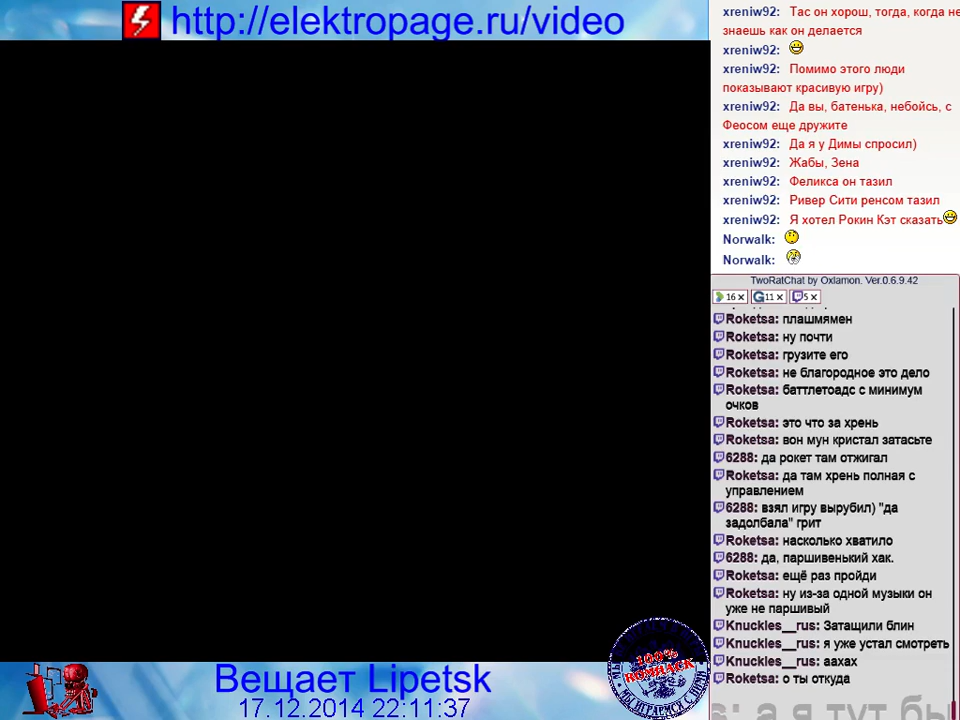 http://elektropage.ru/video
xreniw92: Тас он хорош, тогда, когда не
знаешь как он делается
xreniw92:
xreniw92: Помимо этого люди
показывают красивую игру)
xreniw92: Да вы, батенька, небойсь, с
Феосом еще дружите
xreniw92: Да я у Димы спросил)
xreniw92: Жабы, Зена
xreniw92: Феликса он тазил
xreniw92: Ривер Сити ренсом тазил
xreniw92: Я хотел Рокин Кэт сказать
Norwalk:
Norwalk:
TwoRatChat by Oxlamon. Ver.0.6.9.42
16 x G11 x 5 x
Roketsa: плашмямен
Roketsa: ну почти
Roketsa: грузите его
Roketsa: не благородное это дело
Roketsa: баттлетоадс с минимум
очков
Roketsa: это что за хрень
Roketsa: вон мун кристал затасьте
6288: да рокет там отжигал
Roketsa: да там хрень полная с
управлением
6288: взял игру вырубил) "да
задолбала" грит
Roketsa: насколько хватило
6288: да, паршивенький хак.
Roketsa: ещё раз пройди
Roketsa: ну из-за одной музыки он
уже не паршивый
Knuckles__rus: Затащили блин
Knuckles__rus: я уже устал смотреть
Knuckles__rus: аахах
Roketsa: о ты откуда
: а я тут бы
100%
Вещает Lipetsk
17.12.2014 22:11:37